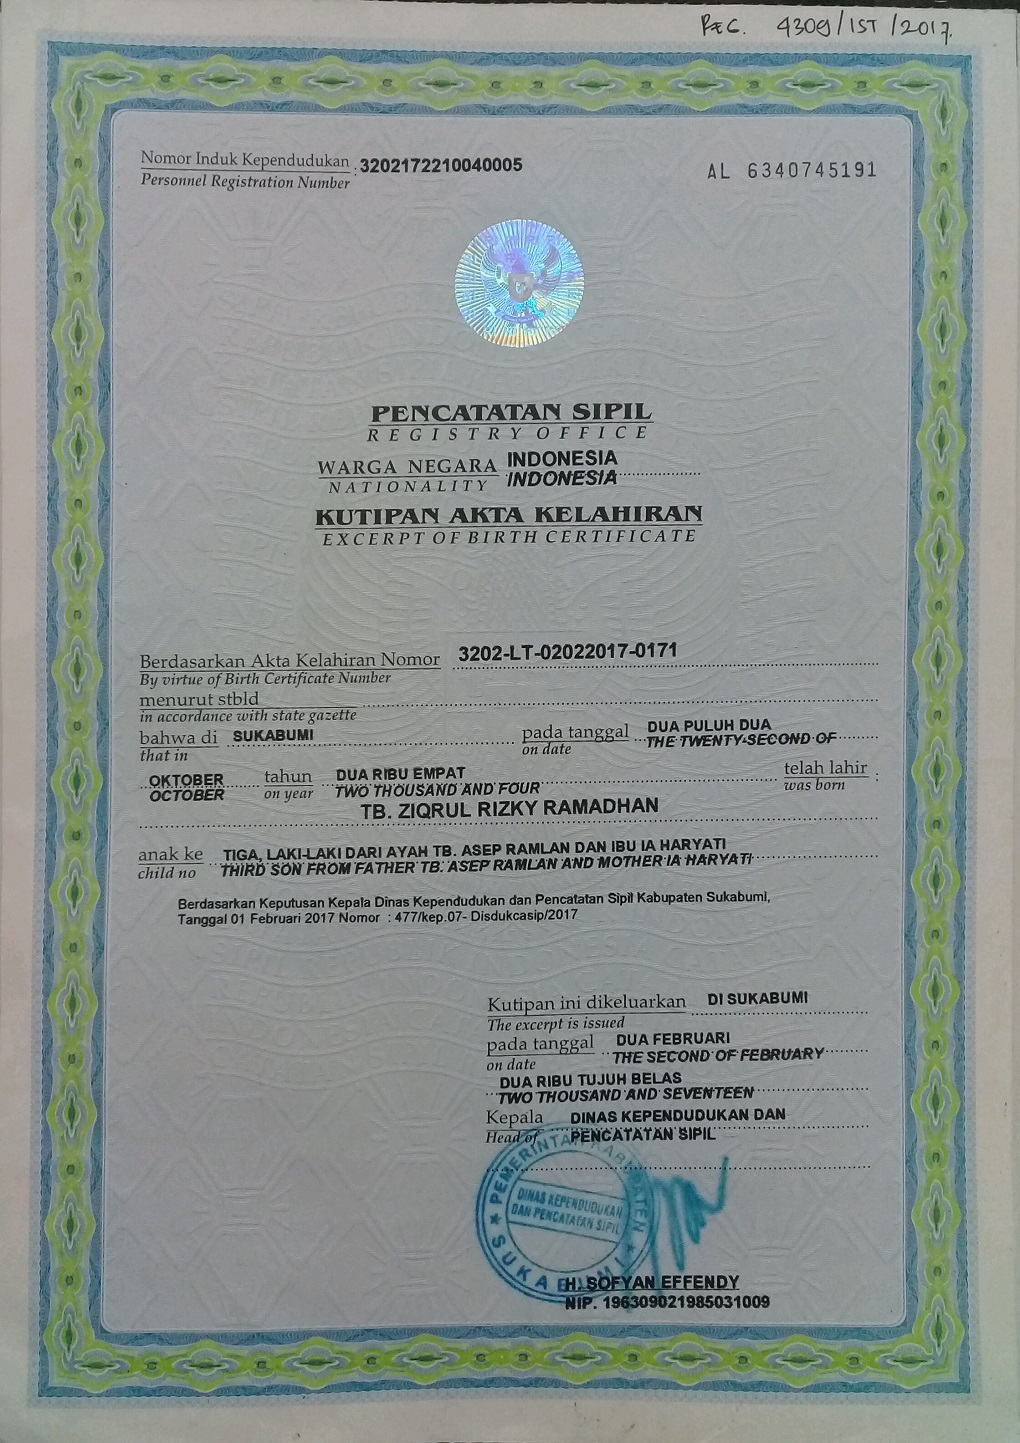 REG. 4309/IST/2017.
Nomor Induk Kependudukan : 3202172210040005
Personnel Registration Number
AL 6340745191
PENCATATAN SIPIL
REGISTRY OFFICE
WARGA NEGARA INDONESIA
NATIONALITY INDONESIA
KUTIPAN AKTA KELAHIRAN
EXCERPT OF BIRTH CERTIFICATE
Berdasarkan Akta Kelahiran Nomor 3202-LT-02022017-0171
By virtue of Birth Certificate Number
menurut stbld
in accordance with state gazette
bahwa di SUKABUMI pada tanggal DUA PULUH DUA
that in on date THE TWENTY-SECOND OF
OKTOBER tahun DUA RIBU EMPAT telah lahir :
OCTOBER on year TWO THOUSAND AND FOUR was born
TB. ZIQRUL RIZKY RAMADHAN
anak ke TIGA, LAKI-LAKI DARI AYAH TB. ASEP RAMLAN DAN IBU IA HARYATI
child no THIRD SON FROM FATHER TB. ASEP RAMLAN AND MOTHER IA HARYATI
Berdasarkan Keputusan Kepala Dinas Kependudukan dan Pencatatan Sipil Kabupaten Sukabumi,
Tanggal 01 Februari 2017 Nomor : 477/kep.07- Disdukcasip/2017
Kutipan ini dikeluarkan DI SUKABUMI
The excerpt is issued
pada tanggal DUA FEBRUARI
on date THE SECOND OF FEBRUARY
DUA RIBU TUJUH BELAS
TWO THOUSAND AND SEVENTEEN
Kepala DINAS KEPENDUDUKAN DAN
Head of PENCATATAN SIPIL
PEMERINTAH KABUPATEN
DINAS KEPENDUDUKAN
DAN PENCATATAN SIPIL
SUKABUMI
H. SOFYAN EFFENDY
NIP. 196309021985031009